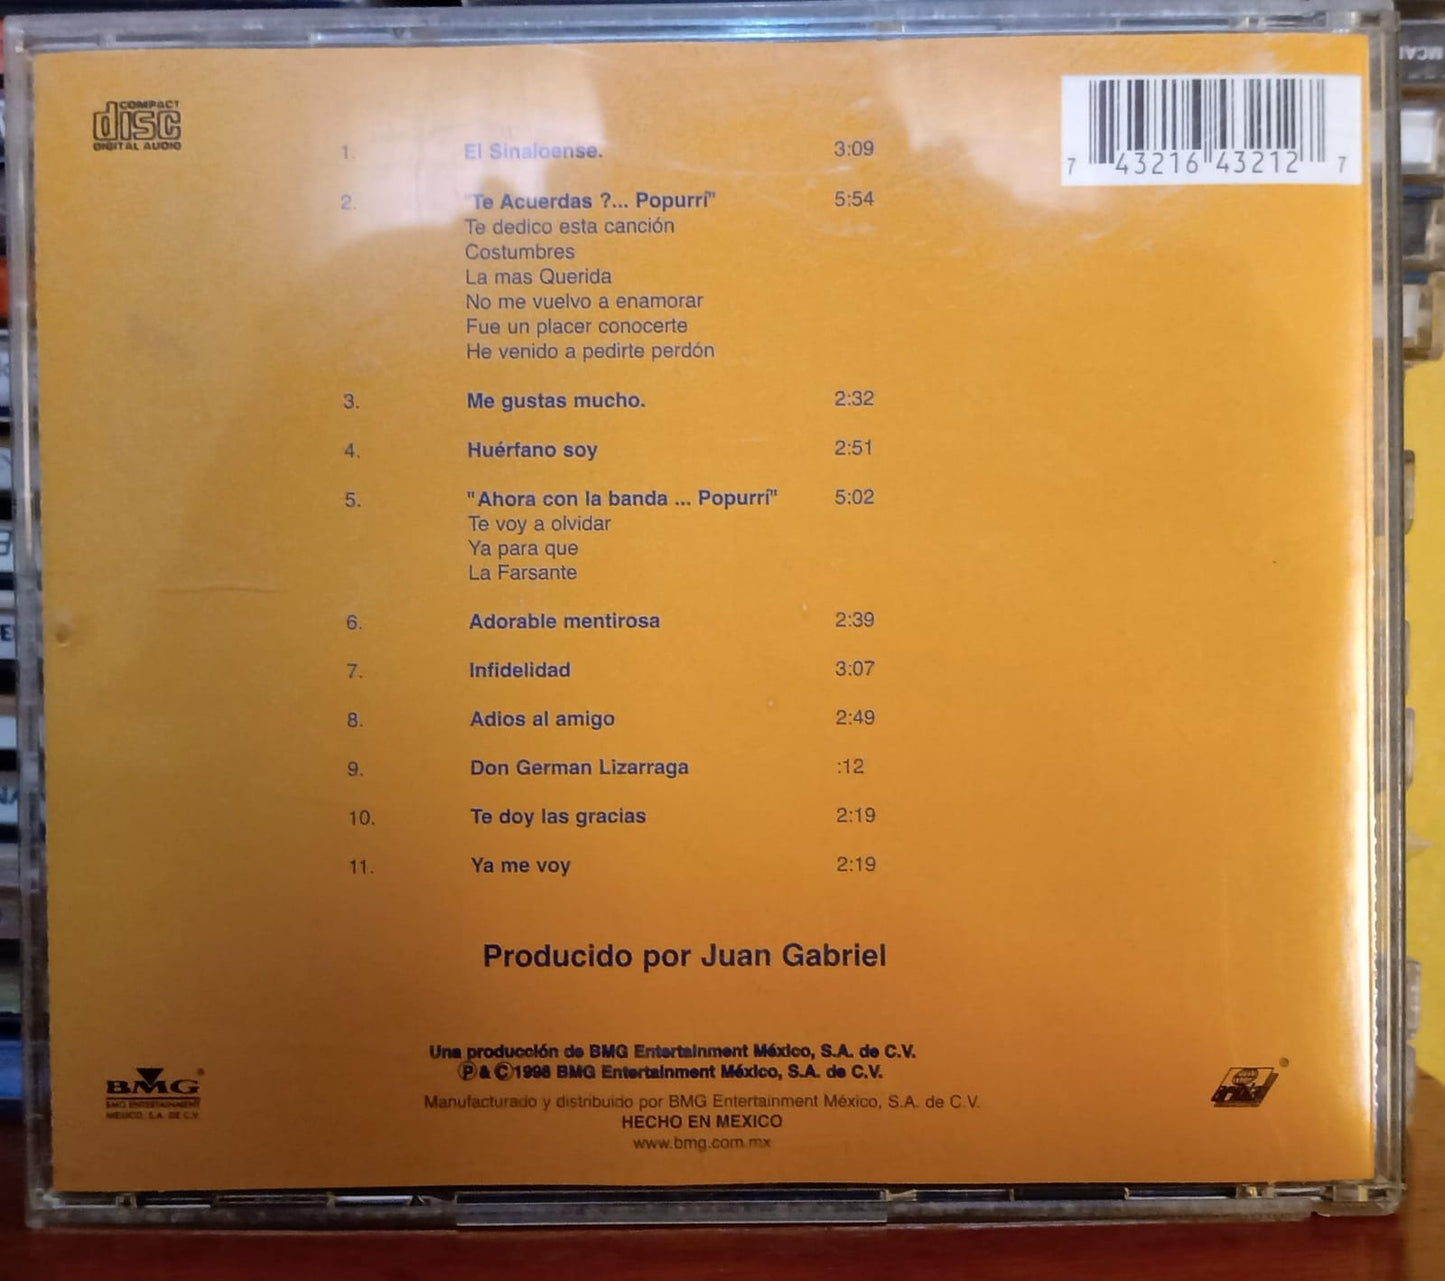 COMPACT
disc
DIGITAL AUDIO
7 43216 43212 7
1. El Sinaloense. 3:09
2. "Te Acuerdas ?... Popurrí" 5:54
Te dedico esta canción
Costumbres
La mas Querida
No me vuelvo a enamorar
Fue un placer conocerte
He venido a pedirte perdón
3. Me gustas mucho. 2:32
4. Huérfano soy 2:51
5. "Ahora con la banda ... Popurrí" 5:02
Te voy a olvidar
Ya para que
La Farsante
6. Adorable mentirosa 2:39
7. Infidelidad 3:07
8. Adios al amigo 2:49
9. Don German Lizarraga :12
10. Te doy las gracias 2:19
11. Ya me voy 2:19
Producido por Juan Gabriel
Una producción de BMG Entertainment México, S.A. de C.V.
Ⓟ & ©1998 BMG Entertainment México, S.A. de C.V.
Manufacturado y distribuido por BMG Entertainment México, S.A. de C.V.
HECHO EN MEXICO
www.bmg.com.mx
BMG®
BMG ENTERTAINMENT
MEXICO, S.A. DE C.V.
ariola®